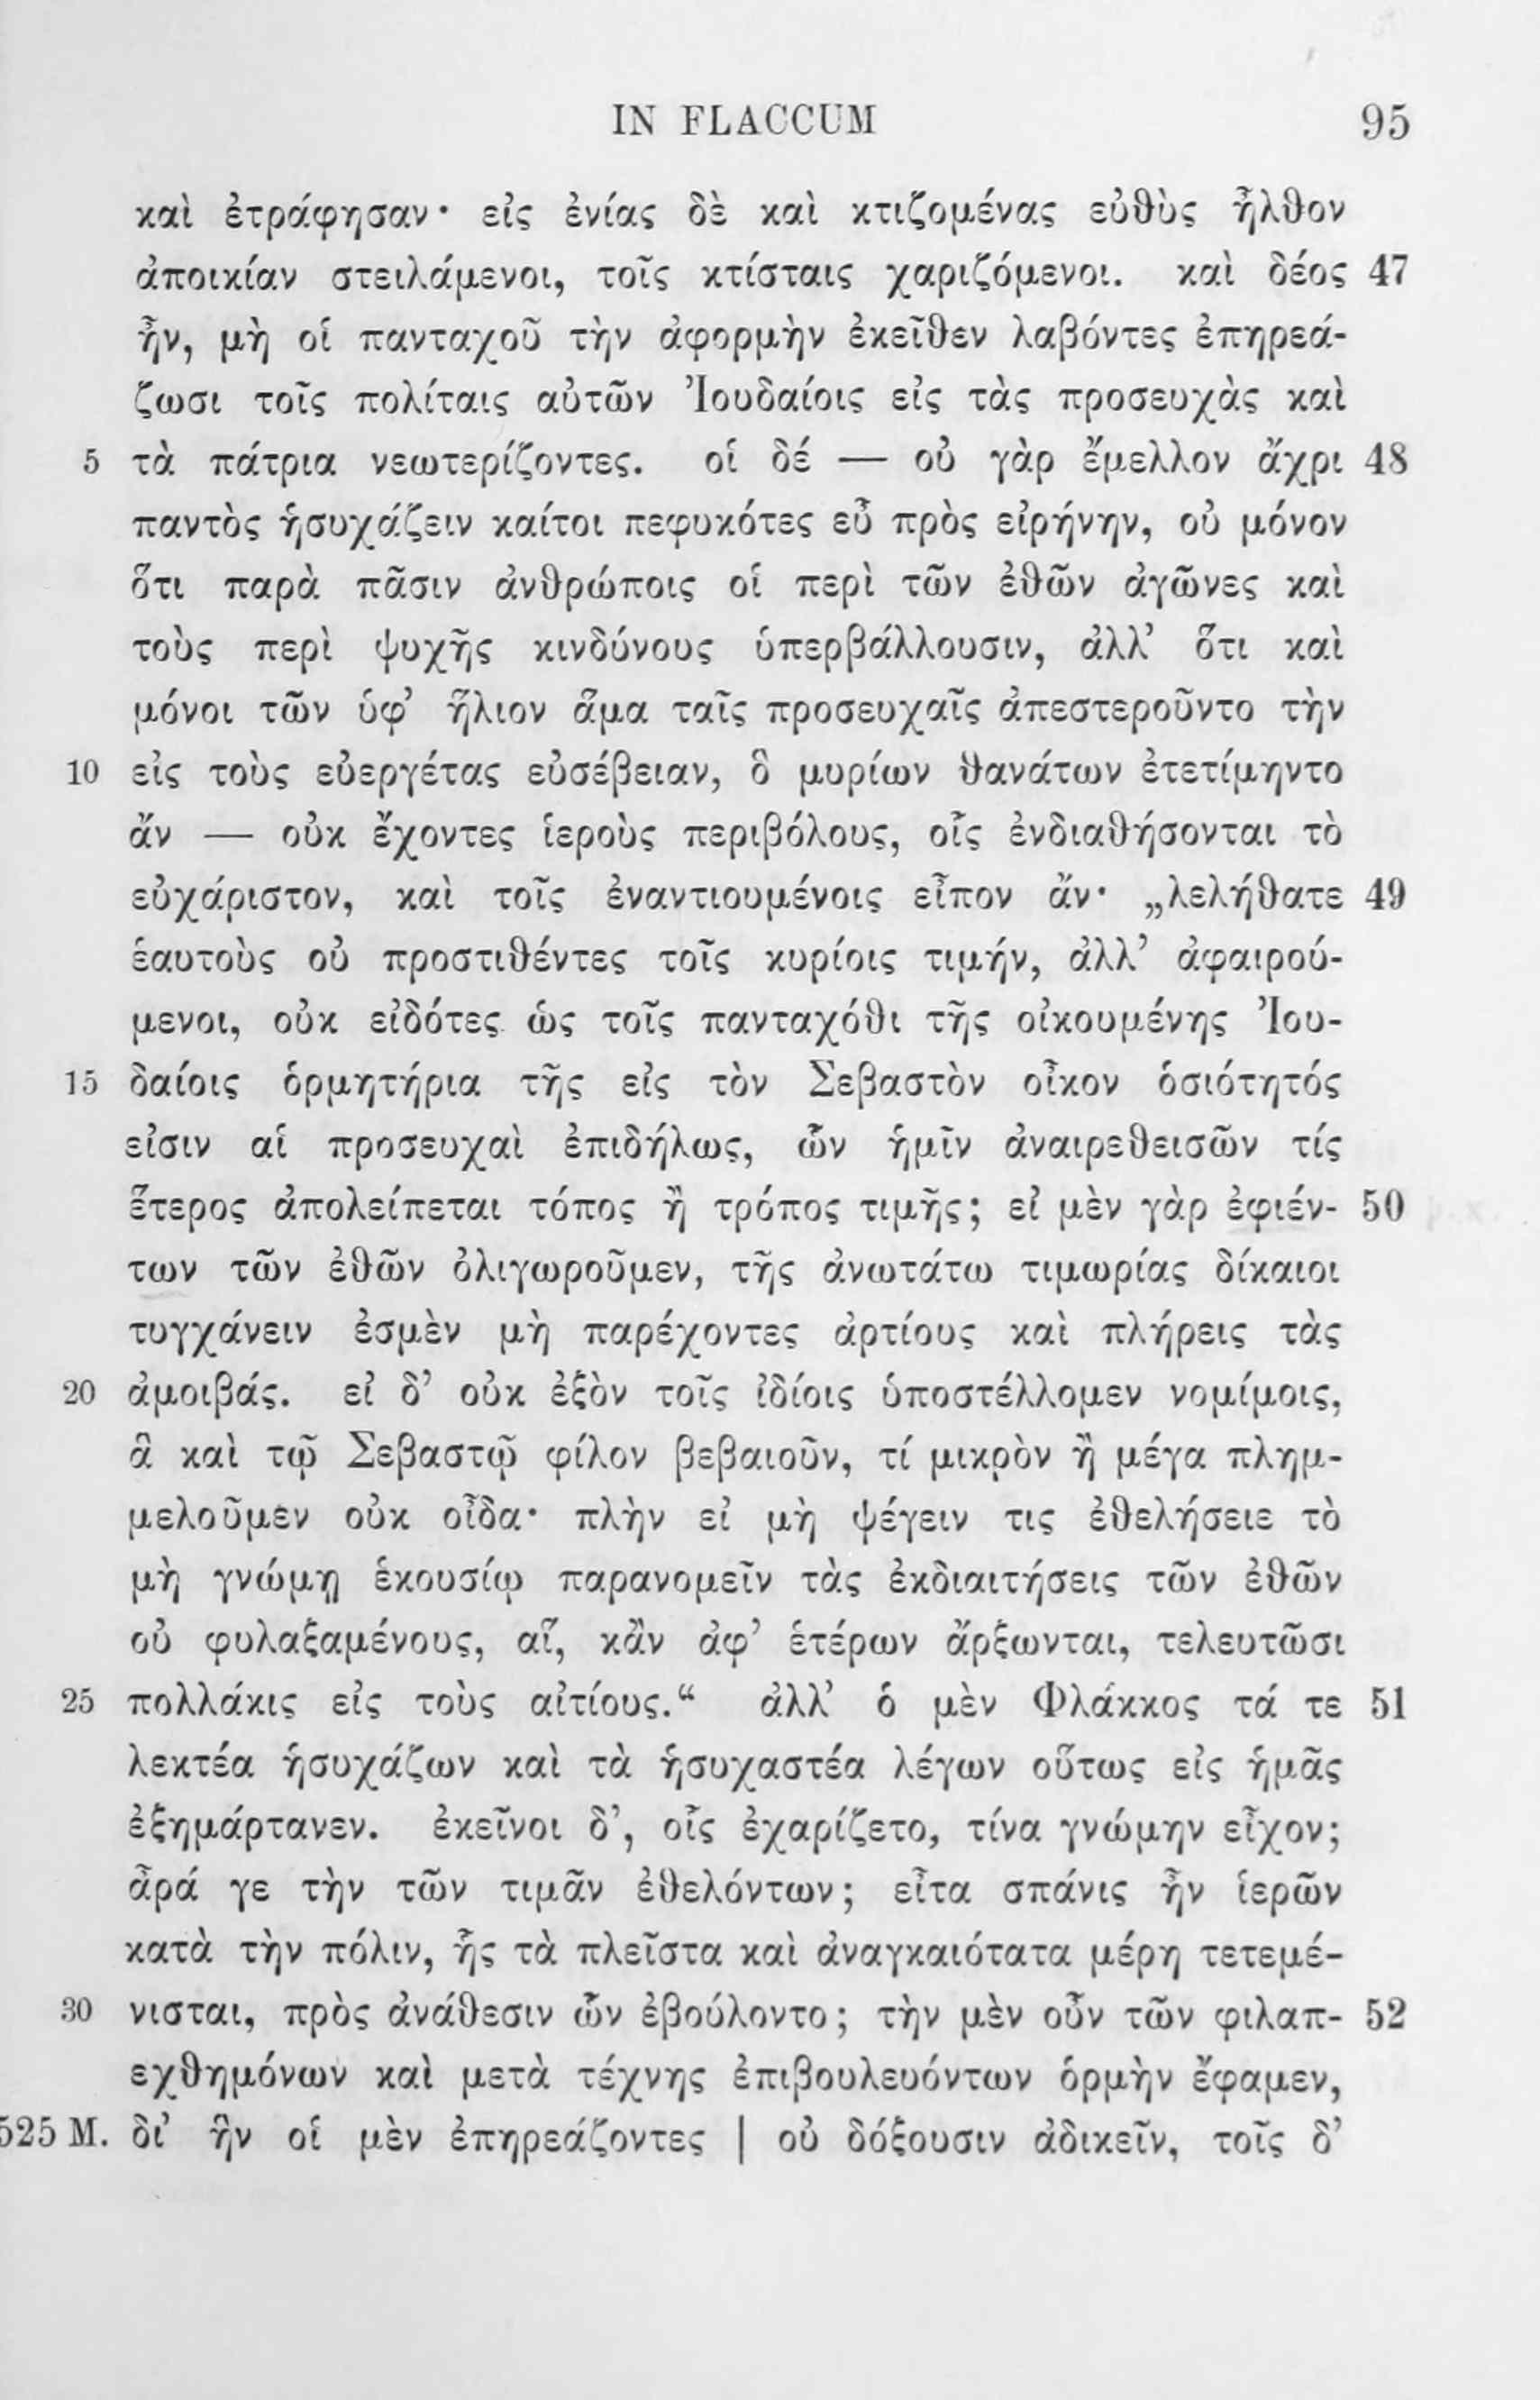 IN FLACCUM 95
καὶ ἐτράφησαν· εἰς ἐνίας δὲ καὶ κτιζομένας εὐθὺς ἦλθον
ἀποικίαν στειλάμενοι, τοῖς κτίσταις χαριζόμενοι. καὶ δέος 47
ἦν, μὴ οἱ πανταχοῦ τὴν ἀφορμὴν ἐκεῖθεν λαβόντες ἐπηρεά-
ζωσι τοῖς πολίταις αὐτῶν Ἰουδαίοις εἰς τὰς προσευχὰς καὶ
5 τὰ πάτρια νεωτερίζοντες. οἱ δέ — οὐ γὰρ ἔμελλον ἄχρι 48
παντὸς ἡσυχάζειν καίτοι πεφυκότες εὖ πρὸς εἰρήνην, οὐ μόνον
ὅτι παρὰ πᾶσιν ἀνθρώποις οἱ περὶ τῶν ἐθῶν ἀγῶνες καὶ
τοὺς περὶ ψυχῆς κινδύνους ὑπερβάλλουσιν, ἀλλ’ ὅτι καὶ
μόνοι τῶν ὑφ’ ἥλιον ἅμα ταῖς προσευχαῖς ἀπεστεροῦντο τὴν
10 εἰς τοὺς εὐεργέτας εὐσέβειαν, ὃ μυρίων θανάτων ἐτετίμηντο
ἄν — οὐκ ἔχοντες ἱεροὺς περιβόλους, οἷς ἐνδιαθήσονται τὸ
εὐχάριστον, καὶ τοῖς ἐναντιουμένοις εἶπον ἄν· „λελήθατε 49
ἑαυτοὺς οὐ προστιθέντες τοῖς κυρίοις τιμήν, ἀλλ’ ἀφαιρού-
μενοι, οὐκ εἰδότες ὡς τοῖς πανταχόθι τῆς οἰκουμένης Ἰου-
15 δαίοις ὁρμητήρια τῆς εἰς τὸν Σεβαστὸν οἶκον ὁσιότητός
εἰσιν αἱ προσευχαὶ ἐπιδήλως, ὧν ἡμῖν ἀναιρεθεισῶν τίς
ἕτερος ἀπολείπεται τόπος ἢ τρόπος τιμῆς; εἰ μὲν γὰρ ἐφιέν- 50
των τῶν ἐθῶν ὀλιγωροῦμεν, τῆς ἀνωτάτω τιμωρίας δίκαιοι
τυγχάνειν ἐσμὲν μὴ παρέχοντες ἀρτίους καὶ πλήρεις τὰς
20 ἀμοιβάς. εἰ δ’ οὐκ ἐξὸν τοῖς ἰδίοις ὑποστέλλομεν νομίμοις,
ἃ καὶ τῷ Σεβαστῷ φίλον βεβαιοῦν, τί μικρὸν ἢ μέγα πλημ-
μελοῦμεν οὐκ οἶδα· πλὴν εἰ μὴ ψέγειν τις ἐθελήσειε τὸ
μὴ γνώμῃ ἑκουσίῳ παρανομεῖν τὰς ἐκδιαιτήσεις τῶν ἐθῶν
οὐ φυλαξαμένους, αἵ, κἂν ἀφ’ ἑτέρων ἄρξωνται, τελευτῶσι
25 πολλάκις εἰς τοὺς αἰτίους.“ ἀλλ’ ὁ μὲν Φλάκκος τά τε 51
λεκτέα ἡσυχάζων καὶ τὰ ἡσυχαστέα λέγων οὕτως εἰς ἡμᾶς
ἐξημάρτανεν. ἐκεῖνοι δ’, οἷς ἐχαρίζετο, τίνα γνώμην εἶχον;
ἆρά γε τὴν τῶν τιμᾶν ἐθελόντων; εἶτα σπάνις ἦν ἱερῶν
κατὰ τὴν πόλιν, ἧς τὰ πλεῖστα καὶ ἀναγκαιότατα μέρη τετεμέ-
30 νισται, πρὸς ἀνάθεσιν ὧν ἐβούλοντο; τὴν μὲν οὖν τῶν φιλαπ- 52
εχθημόνων καὶ μετὰ τέχνης ἐπιβουλευόντων ὁρμὴν ἔφαμεν,
525 M. δι’ ἣν οἱ μὲν ἐπηρεάζοντες | οὐ δόξουσιν ἀδικεῖν, τοῖς δ’